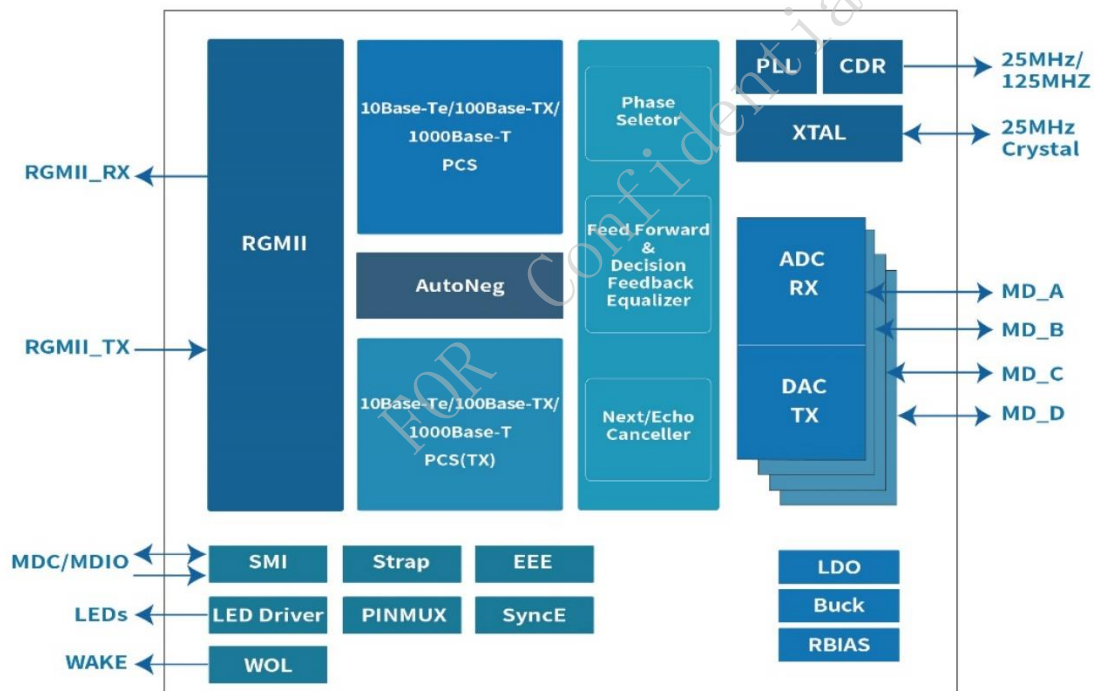 RGMII_RX
RGMII_TX
RGMII
10Base-Te/100Base-TX/
1000Base-T
PCS
AutoNeg
10Base-Te/100Base-TX/
1000Base-T
PCS(TX)
Phase
Seletor
Feed Forward
&
Decision
Feedback
Equalizer
Next/Echo
Canceller
PLL
CDR
25MHz/
125MHZ
XTAL
25MHz
Crystal
ADC
RX
DAC
TX
MD_A
MD_B
MD_C
MD_D
MDC/MDIO
SMI
Strap
EEE
LEDs
LED Driver
PINMUX
SyncE
WAKE
WOL
LDO
Buck
RBIAS
FOR Confidential